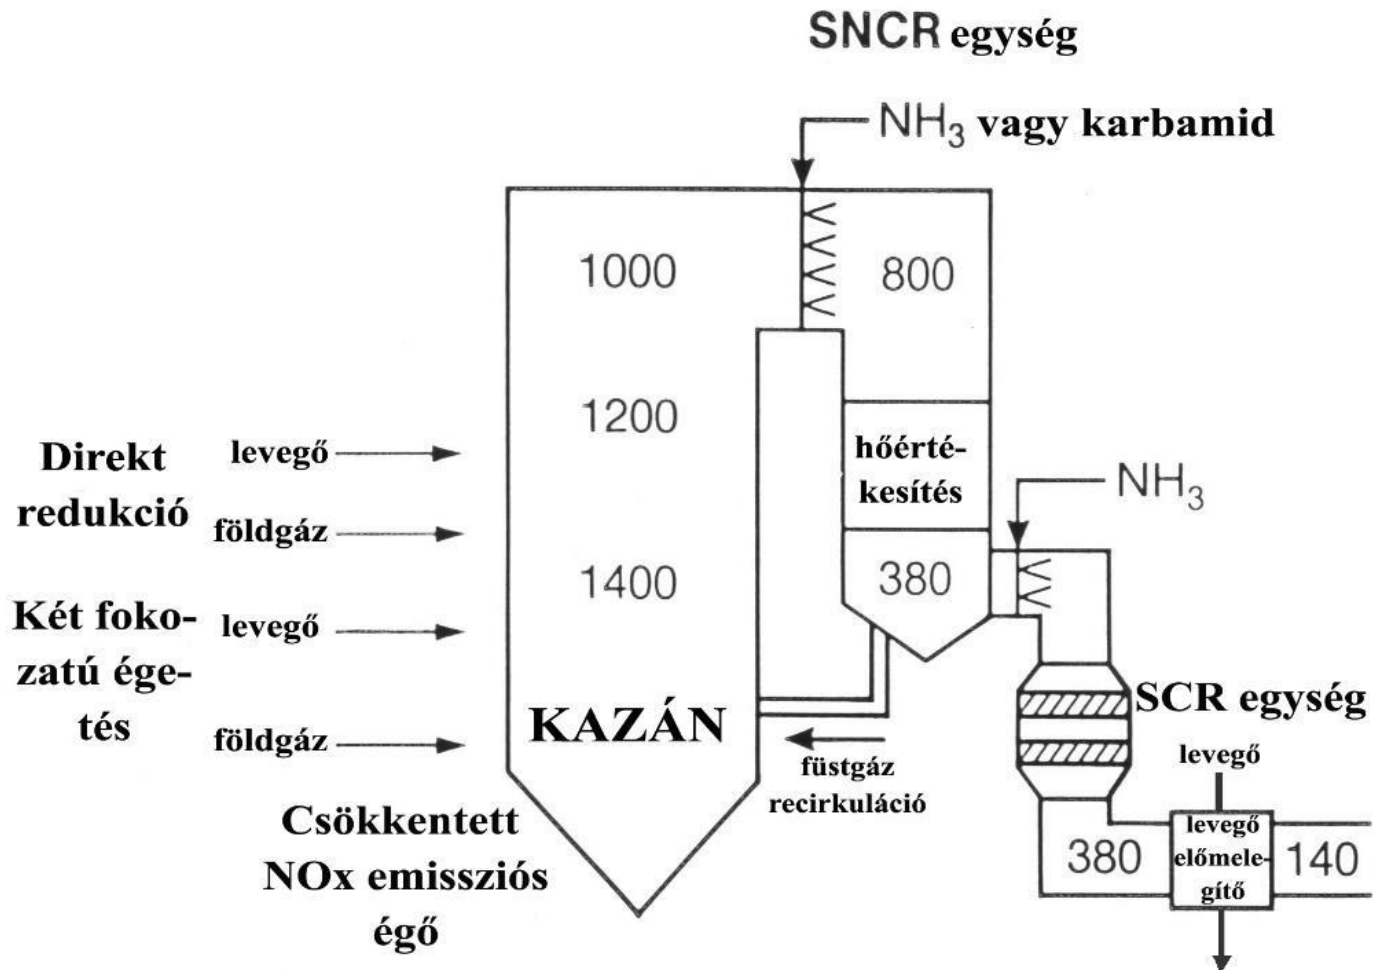 SNCR egység
NH₃ vagy karbamid
1000
800
1200
Direkt
redukció
levegő
földgáz
hőérté-
kesítés
NH₃
1400
380
Két foko-
zatú ége-
tés
levegő
földgáz
KAZÁN
SCR egység
füstgáz
recirkuláció
levegő
Csökkentett
NOx emissziós
égő
380
levegő
előmele-
gítő
140